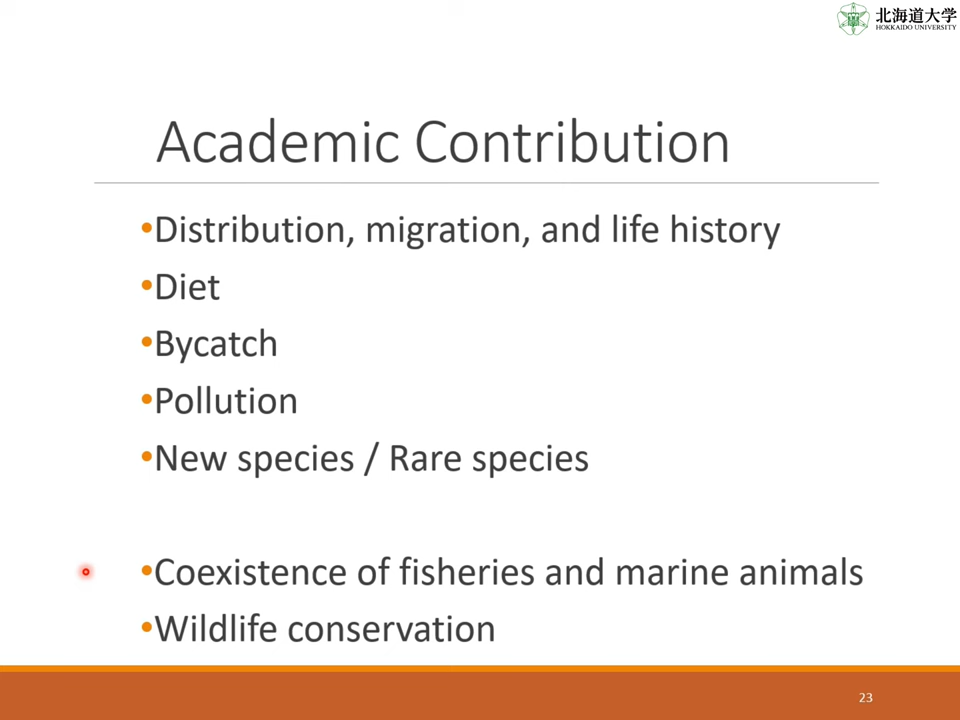 北海道大学
HOKKAIDO UNIVERSITY
Academic Contribution
•Distribution, migration, and life history
•Diet
•Bycatch
•Pollution
•New species / Rare species
•Coexistence of fisheries and marine animals
•Wildlife conservation
23